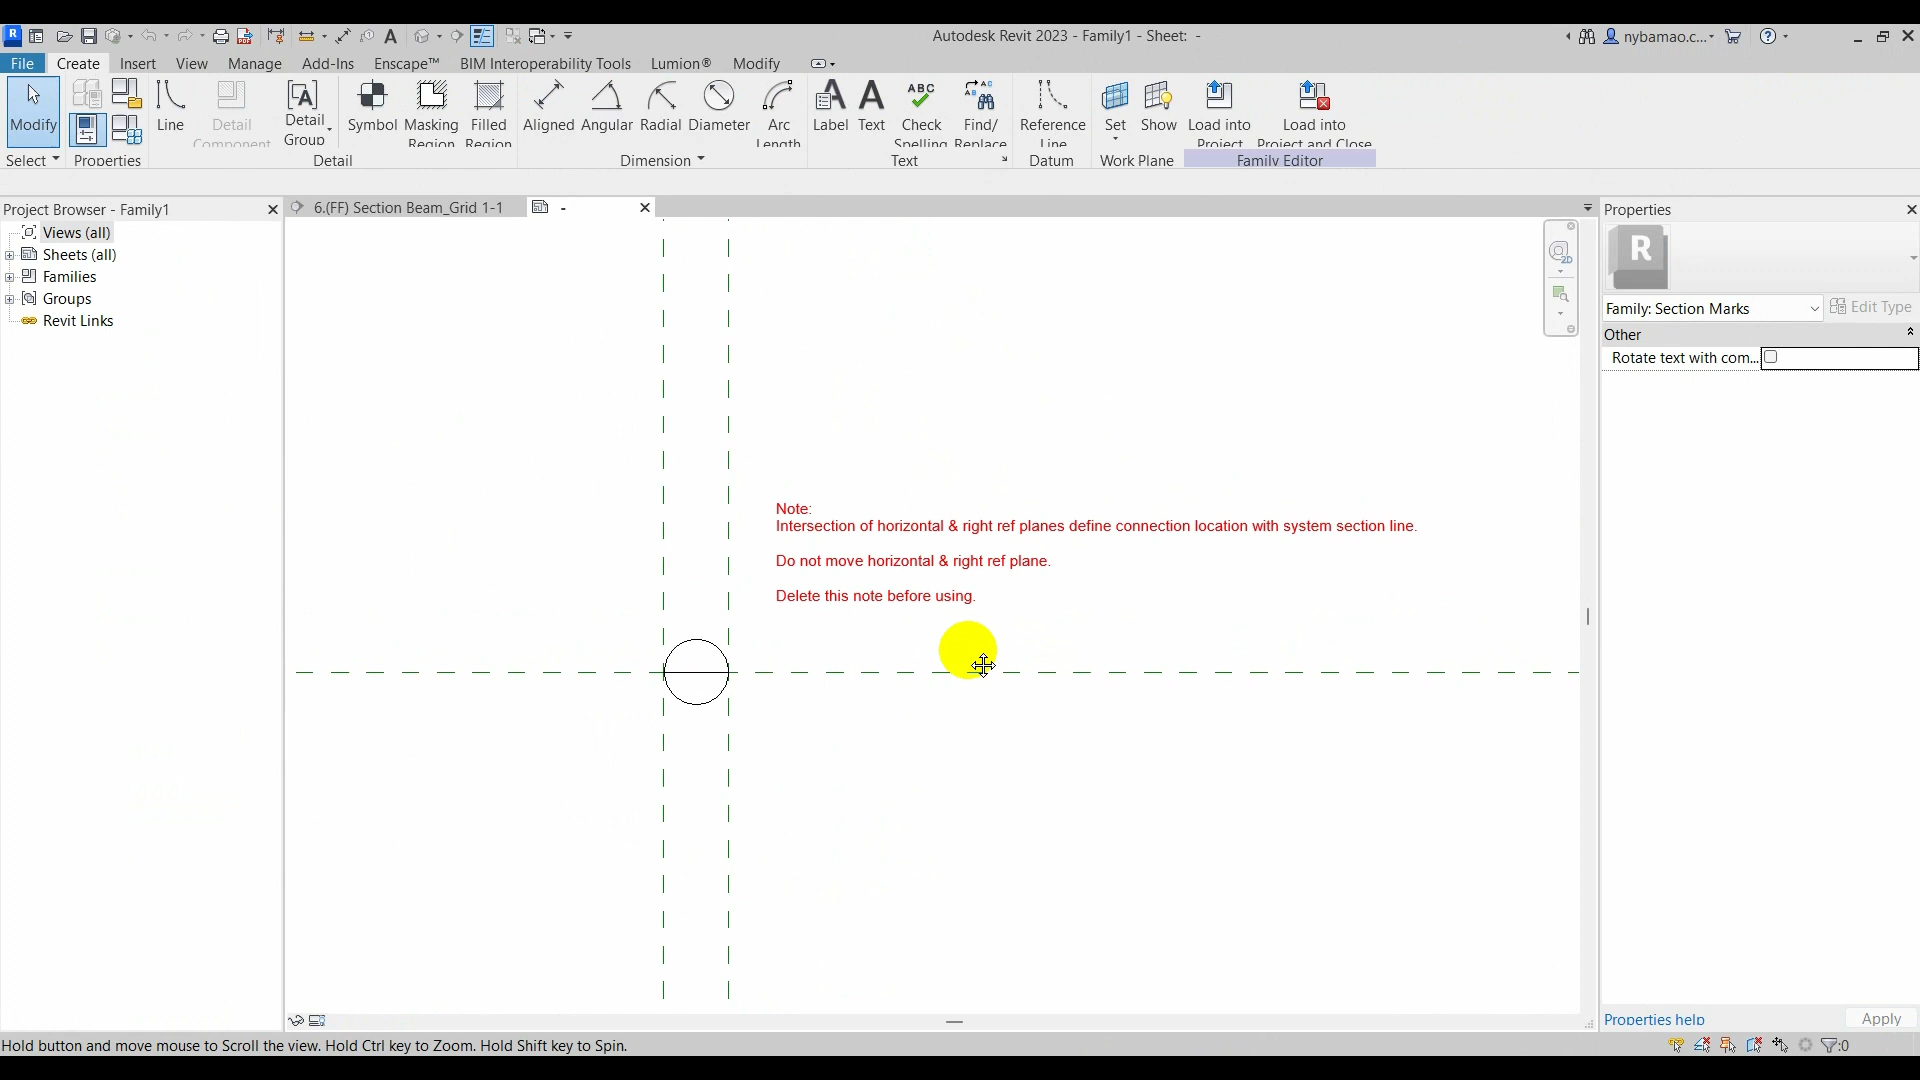 Autodesk Revit 2023 - Family1 - Sheet: -
nybamao.c...
File Create Insert View Manage Add-Ins Enscape™ BIM Interoperability Tools Lumion® Modify
Modify
Line
Detail
Component
Detail
Group
Symbol
Masking
Region
Filled
Region
Aligned
Angular
Radial
Diameter
Arc
Length
Label
Text
ABC
Check
Spelling
Find/
Replace
Reference
Line
Set
Show
Load into
Project
Load into
Project and Close
Select Properties Detail Dimension Text Datum Work Plane Family Editor
Project Browser - Family1
6.(FF) Section Beam_Grid 1-1
-
Properties
Views (all)
Sheets (all)
Families
Groups
Revit Links
2D
R
Family: Section Marks
Edit Type
Other
Rotate text with com...
Note:
Intersection of horizontal & right ref planes define connection location with system section line.
Do not move horizontal & right ref plane.
Delete this note before using.
Properties help
Apply
Hold button and move mouse to Scroll the view. Hold Ctrl key to Zoom. Hold Shift key to Spin.
:0